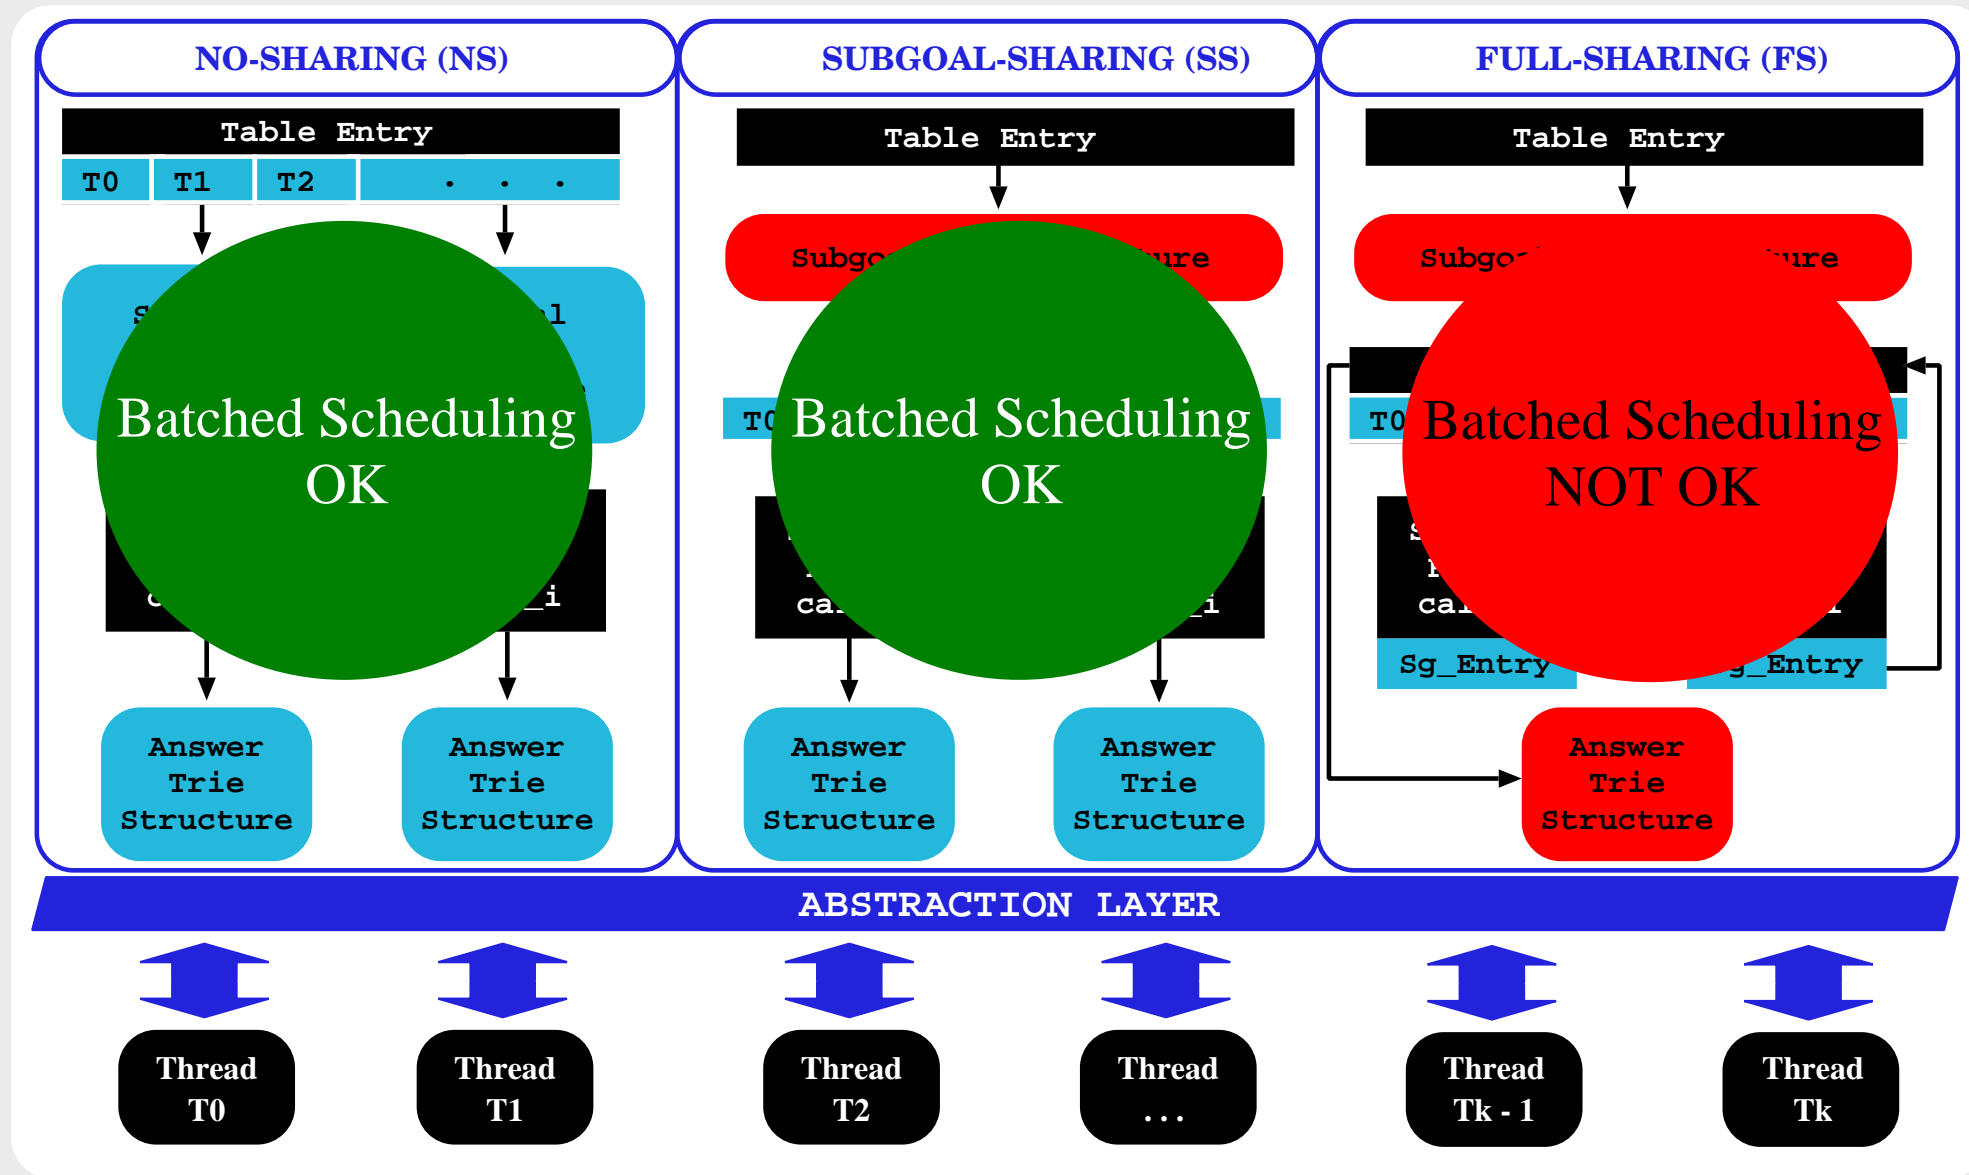 NO-SHARING (NS)
SUBGOAL-SHARING (SS)
FULL-SHARING (FS)
Table Entry
T0 T1 T2 . . .
Batched Scheduling
OK
Answer
Trie
Structure
Answer
Trie
Structure
Table Entry
T0
Batched Scheduling
OK
Answer
Trie
Structure
Answer
Trie
Structure
Table Entry
T0
Batched Scheduling
NOT OK
Sg_Entry
Answer
Trie
Structure
ABSTRACTION LAYER
Thread
T0
Thread
T1
Thread
T2
Thread
. . .
Thread
Tk - 1
Thread
Tk